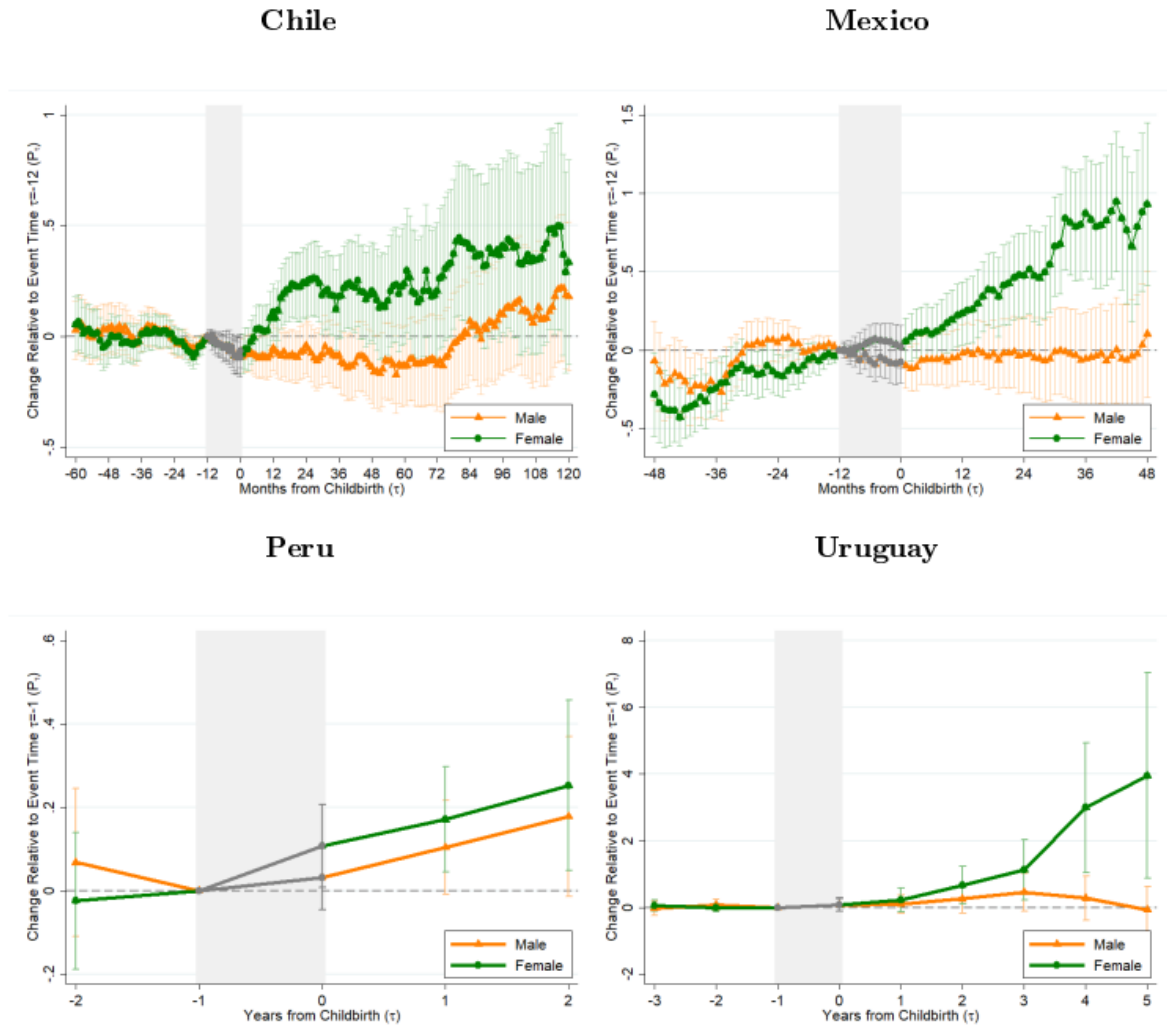 Chile
Mexico
Change Relative to Event Time τ=-12 (Pτ)
1
.5
0
-.5
Male
Female
-60 -48 -36 -24 -12 0 12 24 36 48 60 72 84 96 108 120
Months from Childbirth (τ)
Change Relative to Event Time τ=-12 (Pτ)
1.5
1
.5
0
-.5
Male
Female
-48 -36 -24 -12 0 12 24 36 48
Months from Childbirth (τ)
Peru
Uruguay
Change Relative to Event Time τ=-1 (Pτ)
.6
.4
.2
0
-.2
Male
Female
-2 -1 0 1 2
Years from Childbirth (τ)
Change Relative to Event Time τ=-1 (Pτ)
8
6
4
2
0
-2
Male
Female
-3 -2 -1 0 1 2 3 4 5
Years from Childbirth (τ)